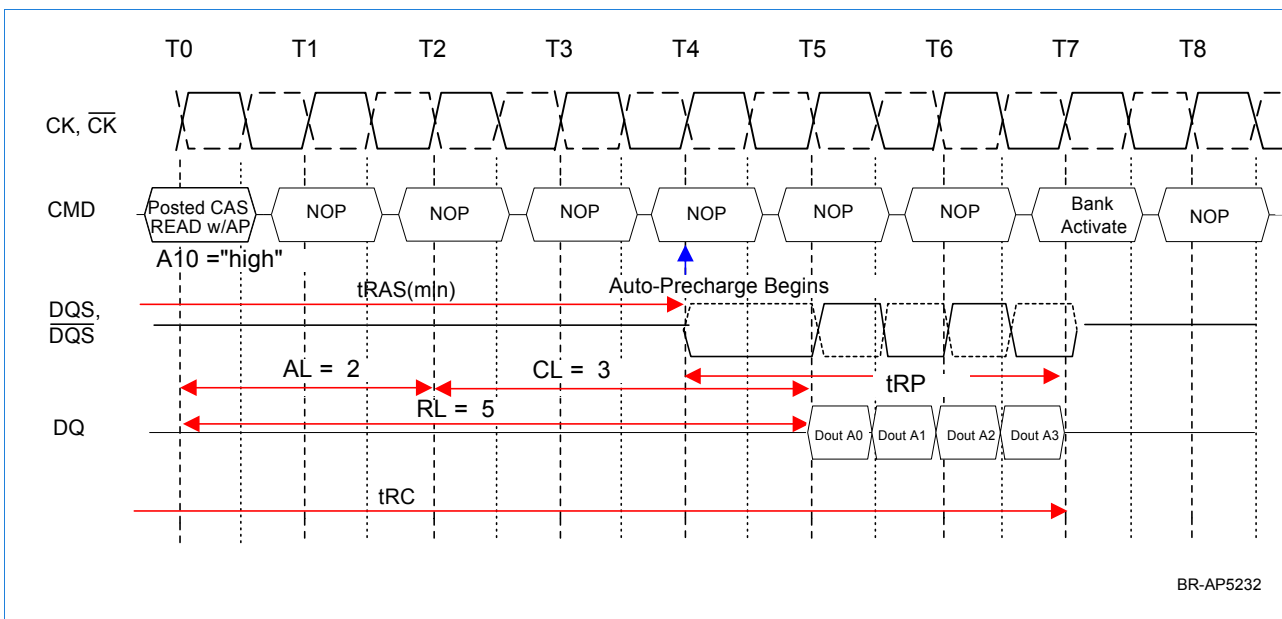 T0 T1 T2 T3 T4 T5 T6 T7 T8
CK, CK
CMD
Posted CAS
READ w/AP
NOP
NOP
NOP
NOP
NOP
NOP
Bank
Activate
NOP
A10 ="high"
tRAS(mIn)
Auto-Precharge Begins
DQS,
DQS
AL = 2
CL = 3
tRP
RL = 5
DQ
Dout A0
Dout A1
Dout A2
Dout A3
tRC
BR-AP5232